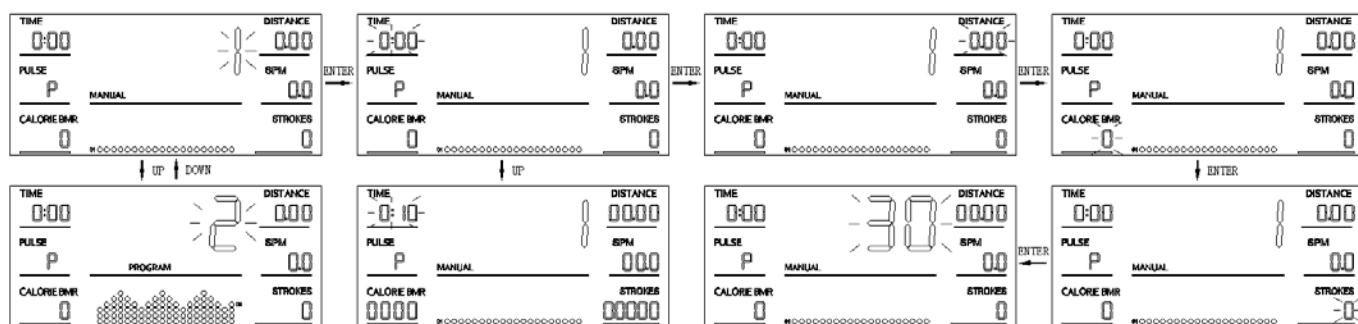 TIME DISTANCE
0:00 1 0.00
PULSE SPM
P MANUAL 0.0
CALORIE BMR STROKES
0 0
ENTER
TIME DISTANCE
0:00 1 0.00
PULSE SPM
P MANUAL 0.0
CALORIE BMR STROKES
0 0
ENTER
TIME DISTANCE
0:00 1 0.00
PULSE SPM
P MANUAL 0.0
CALORIE BMR STROKES
0 0
ENTER
TIME DISTANCE
0:00 1 0.00
PULSE SPM
P MANUAL 0.0
CALORIE BMR STROKES
0 0
UP DOWN
UP
ENTER
TIME DISTANCE
0:00 2 0.00
PULSE SPM
P PROGRAM 0.0
CALORIE BMR STROKES
0 0
TIME DISTANCE
0:10 1 00.00
PULSE SPM
P MANUAL 00.0
CALORIE BMR STROKES
0000 00000
TIME DISTANCE
0:00 30 00.00
PULSE SPM
P MANUAL 0.0
CALORIE BMR STROKES
0 0
ENTER
TIME DISTANCE
0:00 1 0.00
PULSE SPM
P MANUAL 0.0
CALORIE BMR STROKES
0 0